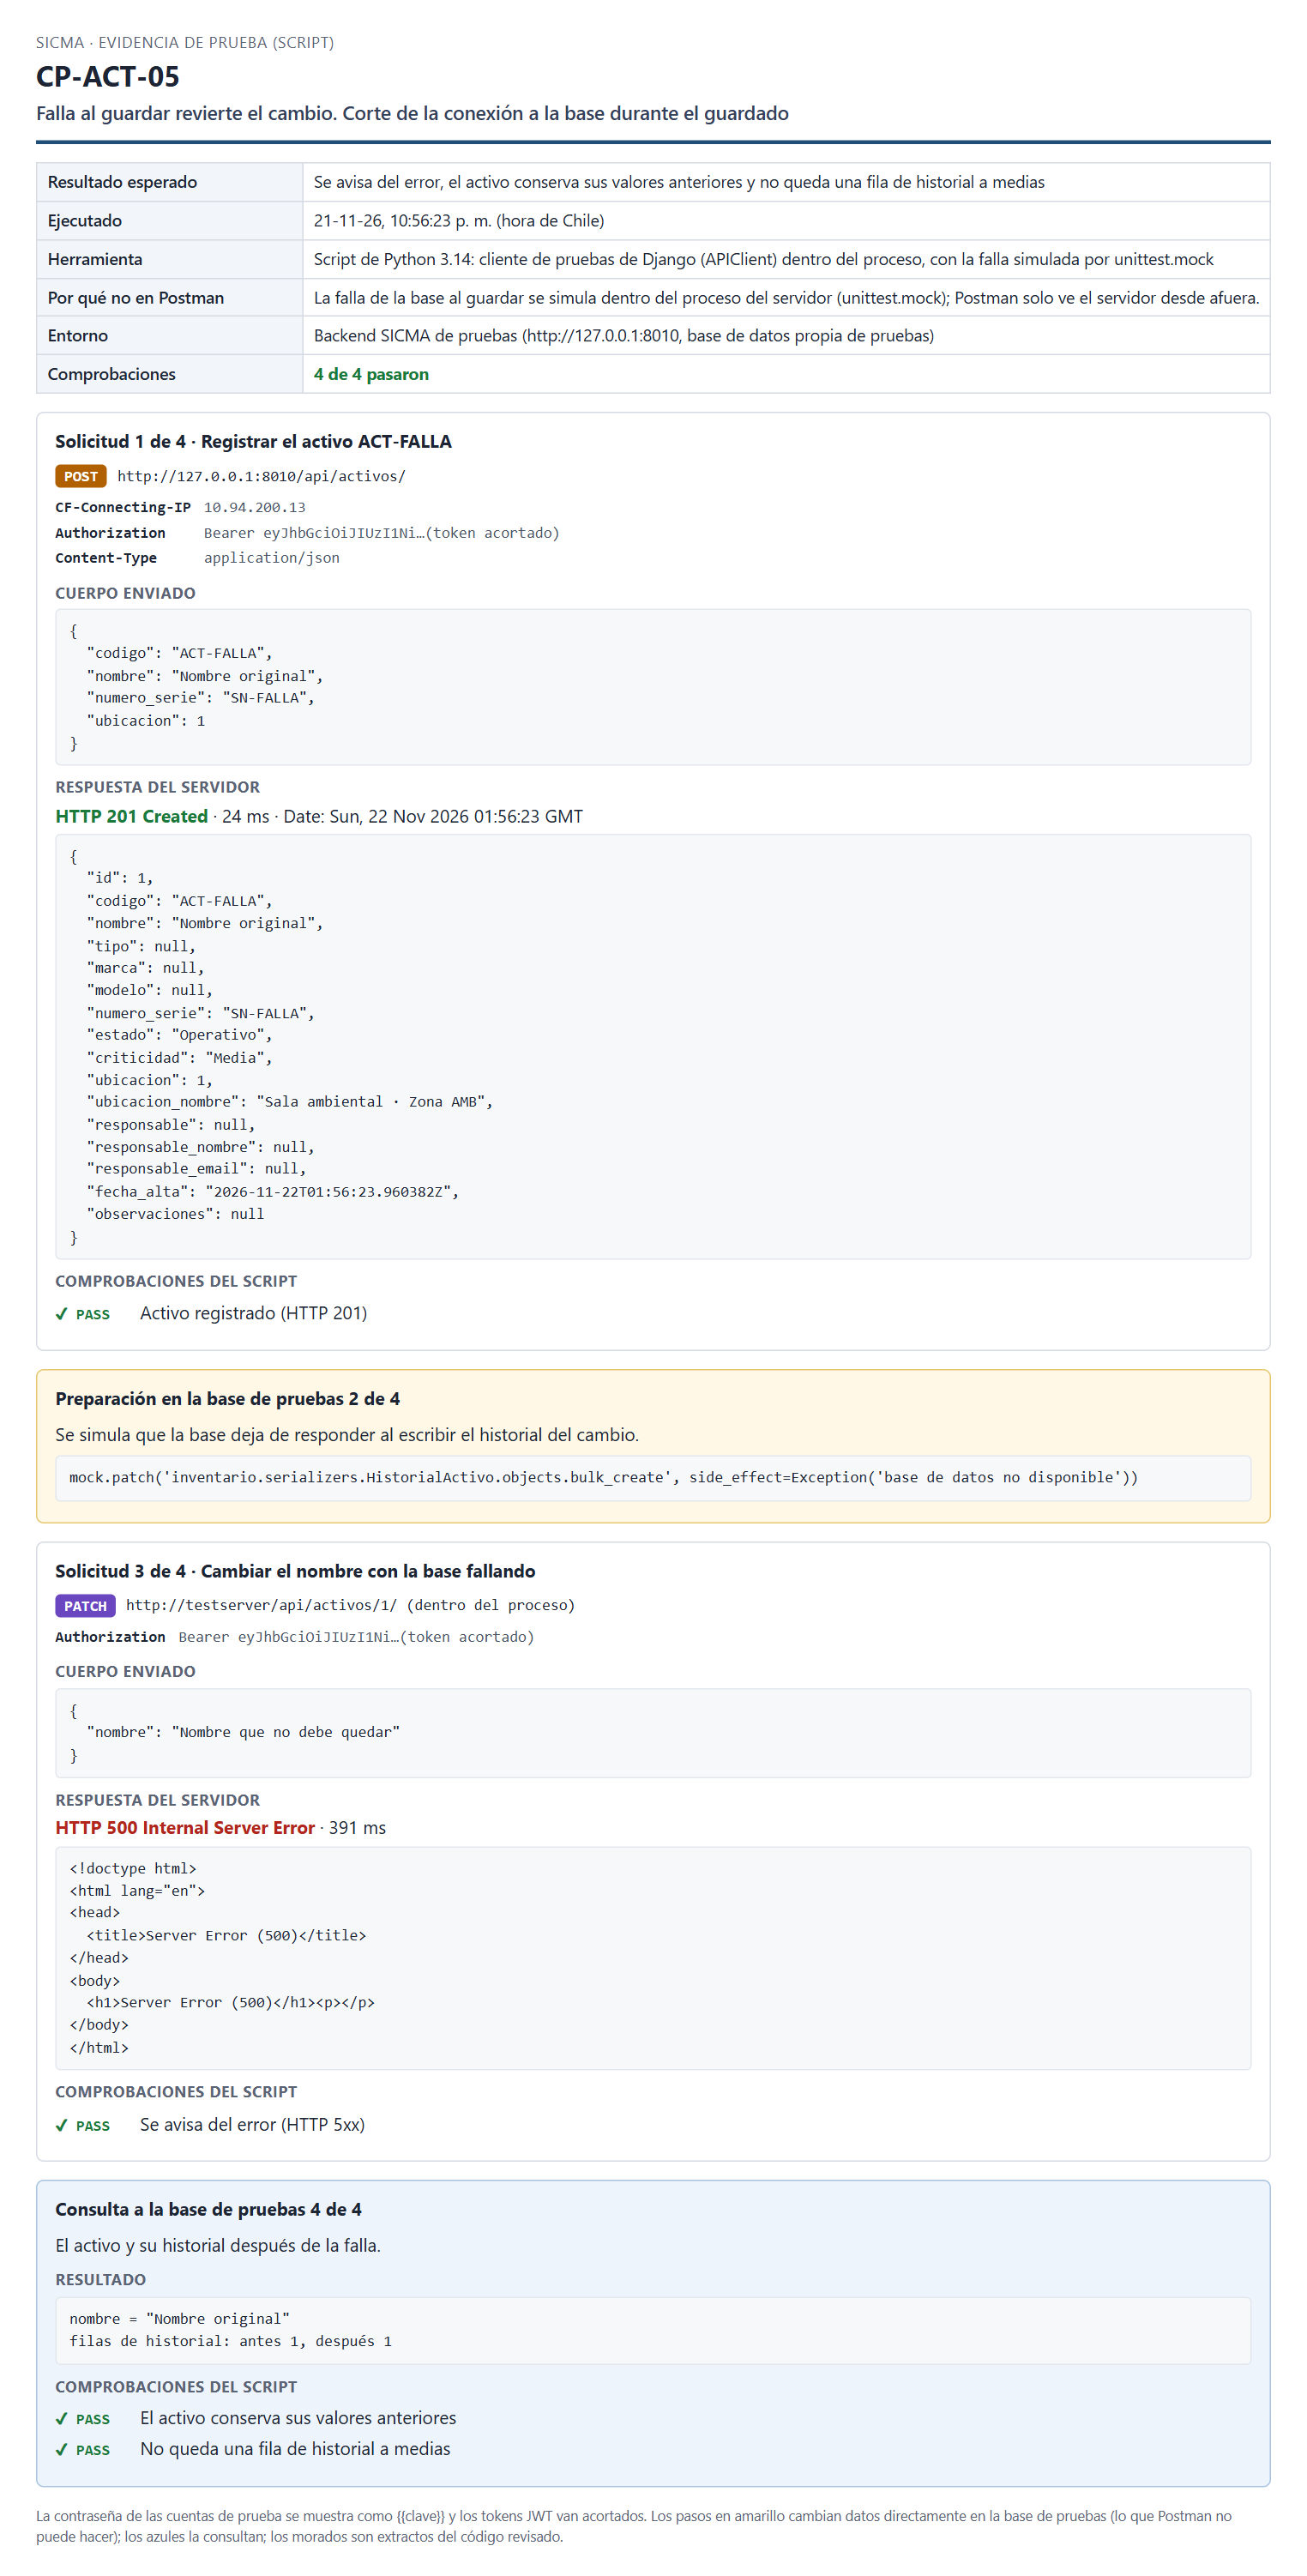 SICMA · EVIDENCIA DE PRUEBA (SCRIPT)
CP-ACT-05
Falla al guardar revierte el cambio. Corte de la conexión a la base durante el guardado
Resultado esperado Se avisa del error, el activo conserva sus valores anteriores y no queda una fila de historial a medias
Ejecutado 21-11-26, 10:56:23 p. m. (hora de Chile)
Herramienta Script de Python 3.14: cliente de pruebas de Django (APIClient) dentro del proceso, con la falla simulada por unittest.mock
Por qué no en Postman La falla de la base al guardar se simula dentro del proceso del servidor (unittest.mock); Postman solo ve el servidor desde afuera.
Entorno Backend SICMA de pruebas (http://127.0.0.1:8010, base de datos propia de pruebas)
Comprobaciones 4 de 4 pasaron
Solicitud 1 de 4 · Registrar el activo ACT-FALLA
POST http://127.0.0.1:8010/api/activos/
CF-Connecting-IP 10.94.200.13
Authorization Bearer eyJhbGciOiJIUzI1Ni…(token acortado)
Content-Type application/json
CUERPO ENVIADO
{
  "codigo": "ACT-FALLA",
  "nombre": "Nombre original",
  "numero_serie": "SN-FALLA",
  "ubicacion": 1
}
RESPUESTA DEL SERVIDOR
HTTP 201 Created · 24 ms · Date: Sun, 22 Nov 2026 01:56:23 GMT
{
  "id": 1,
  "codigo": "ACT-FALLA",
  "nombre": "Nombre original",
  "tipo": null,
  "marca": null,
  "modelo": null,
  "numero_serie": "SN-FALLA",
  "estado": "Operativo",
  "criticidad": "Media",
  "ubicacion": 1,
  "ubicacion_nombre": "Sala ambiental · Zona AMB",
  "responsable": null,
  "responsable_nombre": null,
  "responsable_email": null,
  "fecha_alta": "2026-11-22T01:56:23.960382Z",
  "observaciones": null
}
COMPROBACIONES DEL SCRIPT
✔ PASS Activo registrado (HTTP 201)
Preparación en la base de pruebas 2 de 4
Se simula que la base deja de responder al escribir el historial del cambio.
mock.patch('inventario.serializers.HistorialActivo.objects.bulk_create', side_effect=Exception('base de datos no disponible'))
Solicitud 3 de 4 · Cambiar el nombre con la base fallando
PATCH http://testserver/api/activos/1/ (dentro del proceso)
Authorization Bearer eyJhbGciOiJIUzI1Ni…(token acortado)
CUERPO ENVIADO
{
  "nombre": "Nombre que no debe quedar"
}
RESPUESTA DEL SERVIDOR
HTTP 500 Internal Server Error · 391 ms
<!doctype html>
<html lang="en">
<head>
  <title>Server Error (500)</title>
</head>
<body>
  <h1>Server Error (500)</h1><p></p>
</body>
</html>
COMPROBACIONES DEL SCRIPT
✔ PASS Se avisa del error (HTTP 5xx)
Consulta a la base de pruebas 4 de 4
El activo y su historial después de la falla.
RESULTADO
nombre = "Nombre original"
filas de historial: antes 1, después 1
COMPROBACIONES DEL SCRIPT
✔ PASS El activo conserva sus valores anteriores
✔ PASS No queda una fila de historial a medias
La contraseña de las cuentas de prueba se muestra como {{clave}} y los tokens JWT van acortados. Los pasos en amarillo cambian datos directamente en la base de pruebas (lo que Postman no
puede hacer); los azules la consultan; los morados son extractos del código revisado.